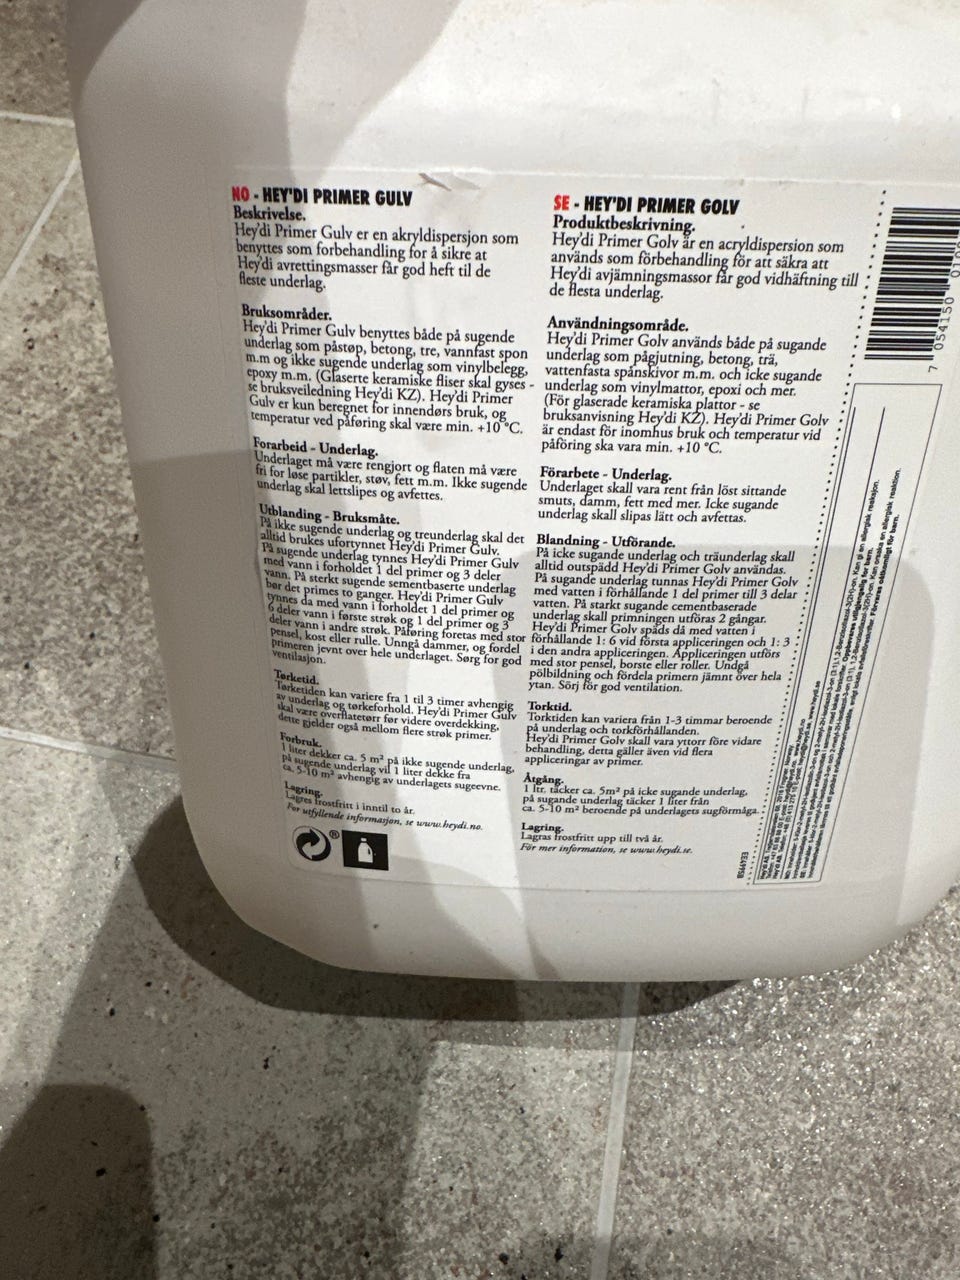 NO - HEY'DI PRIMER GULV
Beskrivelse.
Hey'di Primer Gulv er en akryldispersjon som
benyttes som forbehandling for å sikre at
Hey'di avrettingsmasser får god heft til de
fleste underlag.
Bruksområder.
Hey'di Primer Gulv benyttes både på sugende
underlag som påstøp, betong, tre, vannfast spon
m.m og ikke sugende underlag som vinylbelegg,
epoxy m.m. (Glaserte keramiske fliser skal gyses -
se bruksveiledning Hey'di KZ). Hey'di Primer
Gulv er kun beregnet for innendørs bruk, og
temperatur ved påføring skal være min. +10 °C.
Forarbeid - Underlag.
Underlaget må være rengjort og flaten må være
fri for løse partikler, støv, fett m.m. Ikke sugende
underlag skal lettslipes og avfettes.
Utblanding - Bruksmåte.
På ikke sugende underlag og treunderlag skal det
alltid brukes ufortynnet Hey'di Primer Gulv.
På sugende underlag tynnes Hey'di Primer Gulv
med vann i forholdet 1 del primer og 3 deler
vann. På sterkt sugende sementbaserte underlag
bør det primes to ganger. Hey'di Primer Gulv
tynnes da med vann i forholdet 1 del primer og
6 deler vann i første strøk og 1 del primer og 3
deler vann i andre strøk. Påføring foretas med stor
pensel, kost eller rulle. Unngå dammer, og fordel
primeren jevnt over hele underlaget. Sørg for god
ventilasjon.
Tørketid.
Tørketiden kan variere fra 1 til 3 timer avhengig
av underlag og tørkeforhold. Hey'di Primer Gulv
skal være overflatetørr før videre overdekking,
dette gjelder også mellom flere strøk primer.
Forbruk.
1 liter dekker ca. 5 m² på ikke sugende underlag,
på sugende underlag vil 1 liter dekke fra
ca. 5-10 m² avhengig av underlagets sugeevne.
Lagring.
Lagres frostfritt i inntil to år.
For utfyllende informasjon, se www.heydi.no.
®
SE - HEY'DI PRIMER GOLV
Produktbeskrivning.
Hey'di Primer Golv är en acryldispersion som
används som förbehandling för att säkra att
Hey'di avjämningsmassor får god vidhäftning till
de flesta underlag.
Användningsområde.
Hey'di Primer Golv används både på sugande
underlag som pågjutning, betong, trä,
vattenfasta spånskivor m.m. och icke sugande
underlag som vinylmattor, epoxi och mer.
(För glaserade keramiska plattor - se
bruksanvisning Hey'di KZ). Hey'di Primer Golv
är endast för inomhus bruk och temperatur vid
påföring ska vara min. +10 °C.
Förarbete - Underlag.
Underlaget skall vara rent från löst sittande
smuts, damm, fett med mer. Icke sugande
underlag skall slipas lätt och avfettas.
Blandning - Utförande.
På icke sugande underlag och träunderlag skall
alltid outspädd Hey'di Primer Golv användas.
På sugande underlag tunnas Hey'di Primer Golv
med vatten i förhållande 1 del primer till 3 delar
vatten. På starkt sugande cementbaserade
underlag skall primningen utföras 2 gångar.
Hey'di Primer Golv späds då med vatten i
förhållande 1: 6 vid första appliceringen och 1: 3
i den andra appliceringen. Appliceringen utförs
med stor pensel, borste eller roller. Undgå
pölbildning och fördela primern jämnt över hela
ytan. Sörj för god ventilation.
Torktid.
Torktiden kan variera från 1-3 timmar beroende
på underlag och torkförhållanden.
Hey'di Primer Golv skall vara yttorr före vidare
behandling, detta gäller även vid flera
appliceringar av primer.
Åtgång.
1 ltr. täcker ca. 5m² på icke sugande underlag,
på sugande underlag täcker 1 liter från
ca. 5-10 m² beroende på underlagets sugförmåga.
Lagring.
Lagras frostfritt upp till två år.
För mer information, se www.heydi.se.
7 054150